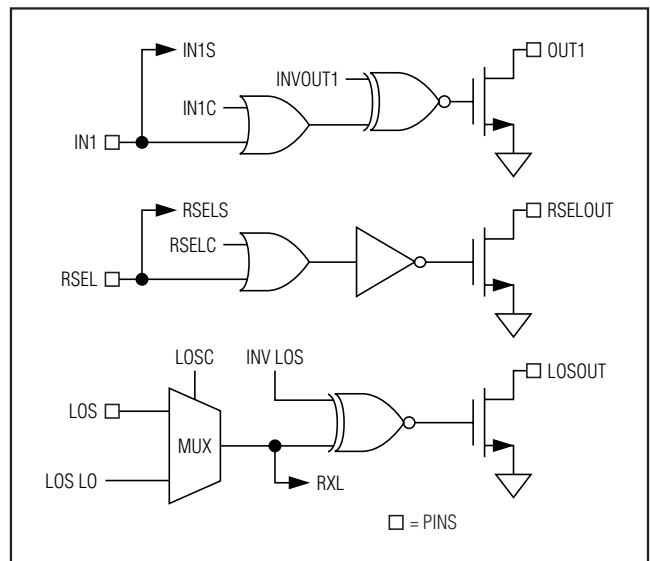 IN1S
INVOUT1
OUT1
IN1C
IN1
RSELS
RSELOUT
RSELC
RSEL
LOSC
INV LOS
LOSOUT
LOS
MUX
LOS LO
RXL
= PINS